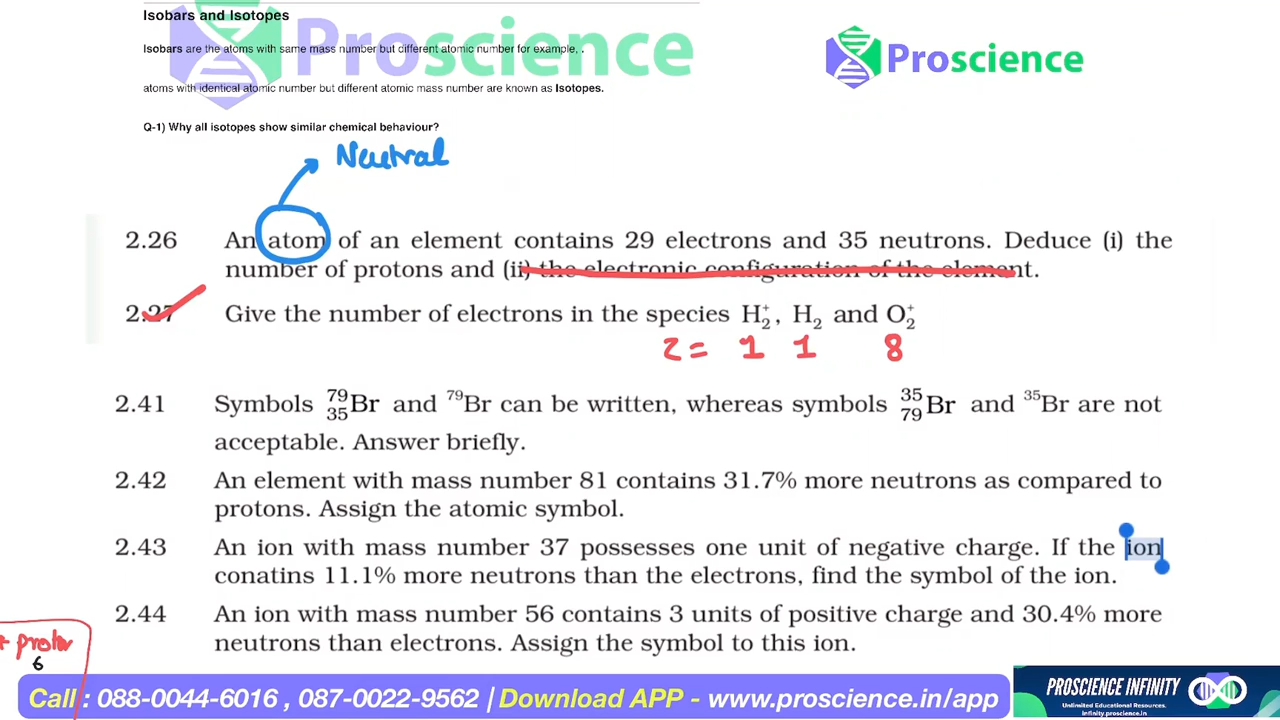 Isobars and Isotopes
Proscience
Proscience
Isobars are the atoms with same mass number but different atomic number for example, .
atoms with identical atomic number but different atomic mass number are known as Isotopes.
Q-1) Why all isotopes show similar chemical behaviour?
Neutral
2.26 An atom of an element contains 29 electrons and 35 neutrons. Deduce (i) the
number of protons and (ii) the electronic configuration of the element.
2.27 Give the number of electrons in the species H₂⁺, H₂ and O₂⁺
Z = 1 1 8
2.41 Symbols ⁷⁹₃₅Br and ⁷⁹Br can be written, whereas symbols ³⁵₇₉Br and ³⁵Br are not
acceptable. Answer briefly.
2.42 An element with mass number 81 contains 31.7% more neutrons as compared to
protons. Assign the atomic symbol.
2.43 An ion with mass number 37 possesses one unit of negative charge. If the ion
conatins 11.1% more neutrons than the electrons, find the symbol of the ion.
2.44 An ion with mass number 56 contains 3 units of positive charge and 30.4% more
neutrons than electrons. Assign the symbol to this ion.
6
Call : 088-0044-6016 , 087-0022-9562 | Download APP - www.proscience.in/app
PROSCIENCE INFINITY
Unlimited Educational Resources.
infinity.proscience.in